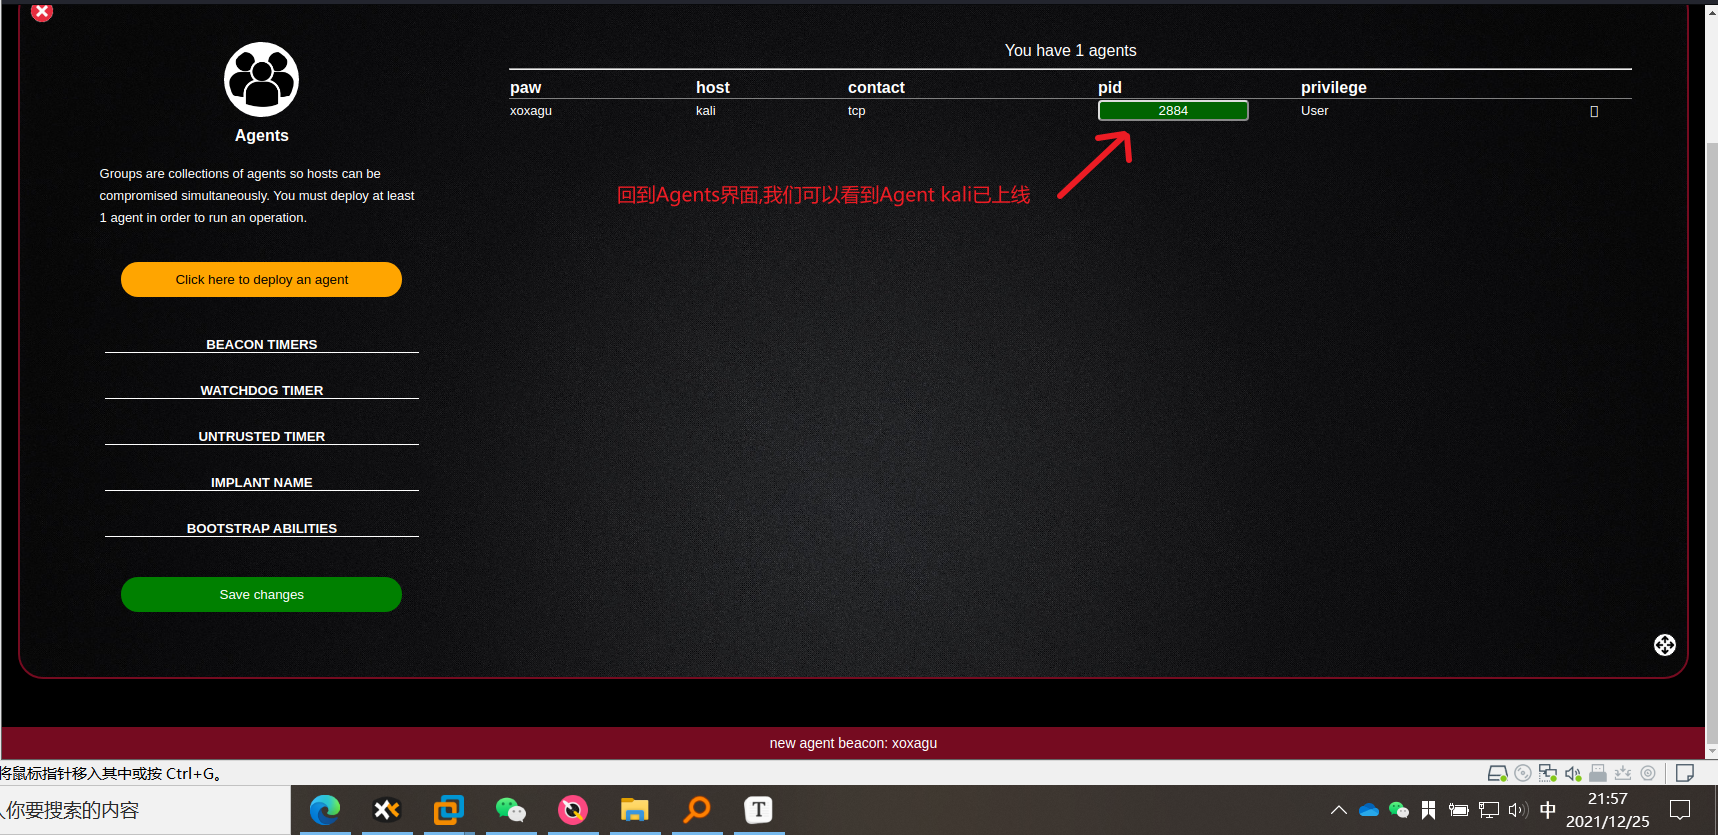 You have 1 agents
paw host contact pid privilege
xoxagu kali tcp 2884 User
Agents
Groups are collections of agents so hosts can be
compromised simultaneously. You must deploy at least
1 agent in order to run an operation.
回到Agents界面,我们可以看到Agent kali已上线
Click here to deploy an agent
BEACON TIMERS
WATCHDOG TIMER
UNTRUSTED TIMER
IMPLANT NAME
BOOTSTRAP ABILITIES
Save changes
new agent beacon: xoxagu
将鼠标指针移入其中或按 Ctrl+G。
你要搜索的内容
T
中
21:57
2021/12/25